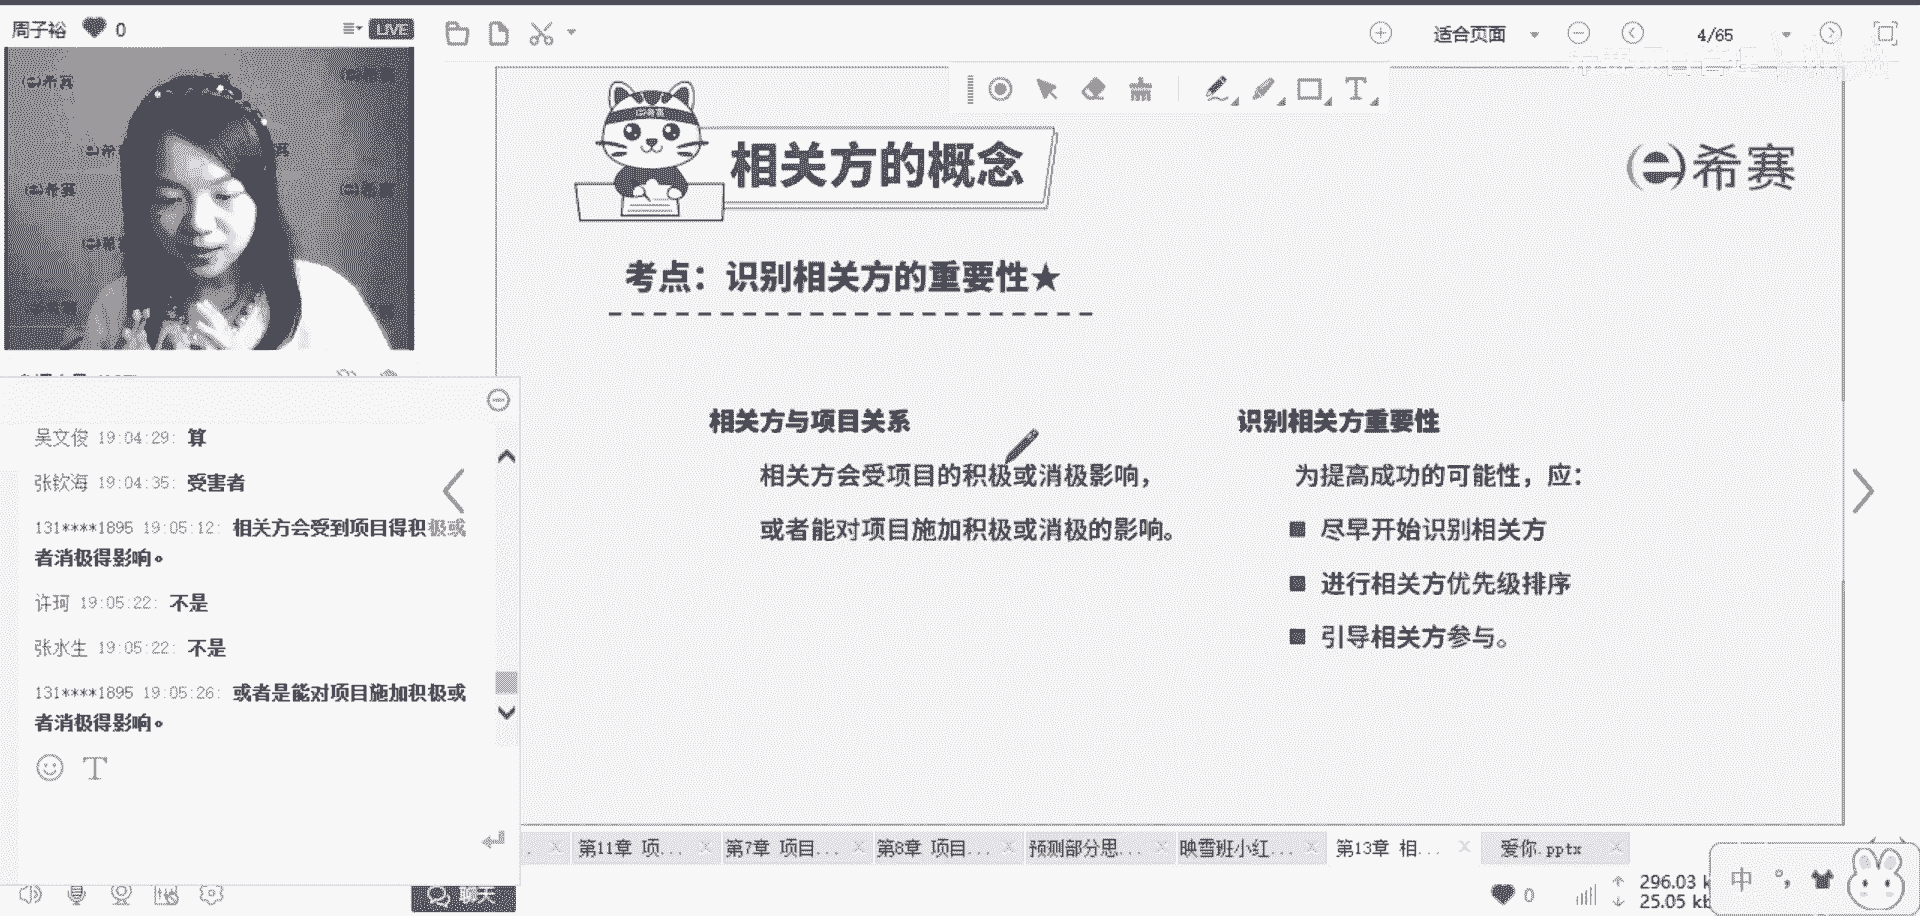 周子裕 0
LIVE
适合页面
4/65
希赛
相关方的概念
希赛
考点：识别相关方的重要性★
相关方与项目关系
相关方会受项目的积极或消极影响，
或者能对项目施加积极或消极的影响。
识别相关方重要性
为提高成功的可能性，应：
■ 尽早开始识别相关方
■ 进行相关方优先级排序
■ 引导相关方参与。
吴文俊 19:04:29: 算
张钦海 19:04:35: 受害者
131****1895 19:05:12: 相关方会受到项目得积极或
者消极得影响。
许珂 19:05:22: 不是
张水生 19:05:22: 不是
131****1895 19:05:26: 或者是能对项目施加积极或
者消极得影响。
聊天
第11章 项...
第7章 项目...
第8章 项目...
预测部分思...
映雪班小红...
第13章 相...
爱你.pptx
0
296.03 k
25.05 kb
中